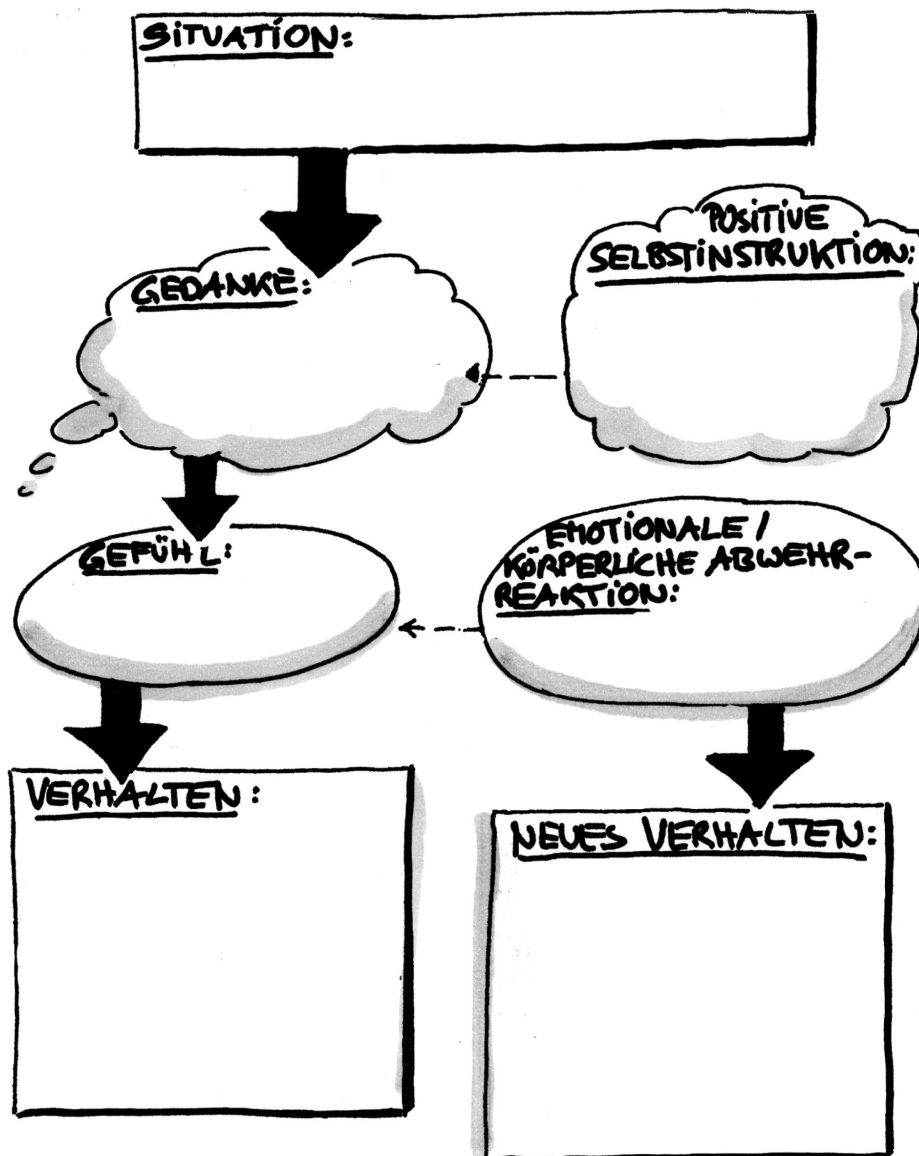 SITUATION:
POSITIVE
SELBSTINSTRUKTION:
GEDANKE:
EMOTIONALE /
KÖRPERLICHE ABWEHR-
REAKTION:
GEFÜHL:
VERHALTEN:
NEUES VERHALTEN: